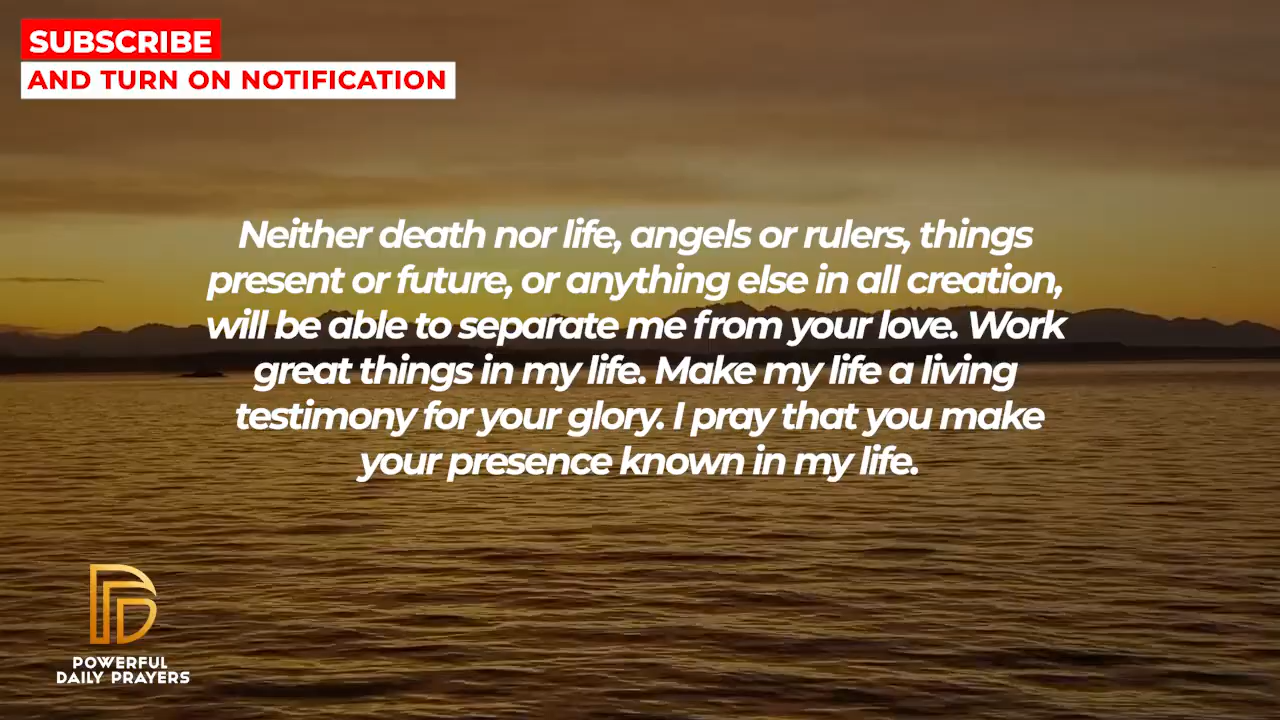 SUBSCRIBE
AND TURN ON NOTIFICATION
Neither death nor life, angels or rulers, things
present or future, or anything else in all creation,
will be able to separate me from your love. Work
great things in my life. Make my life a living
testimony for your glory. I pray that you make
your presence known in my life.
POWERFUL
DAILY PRAYERS